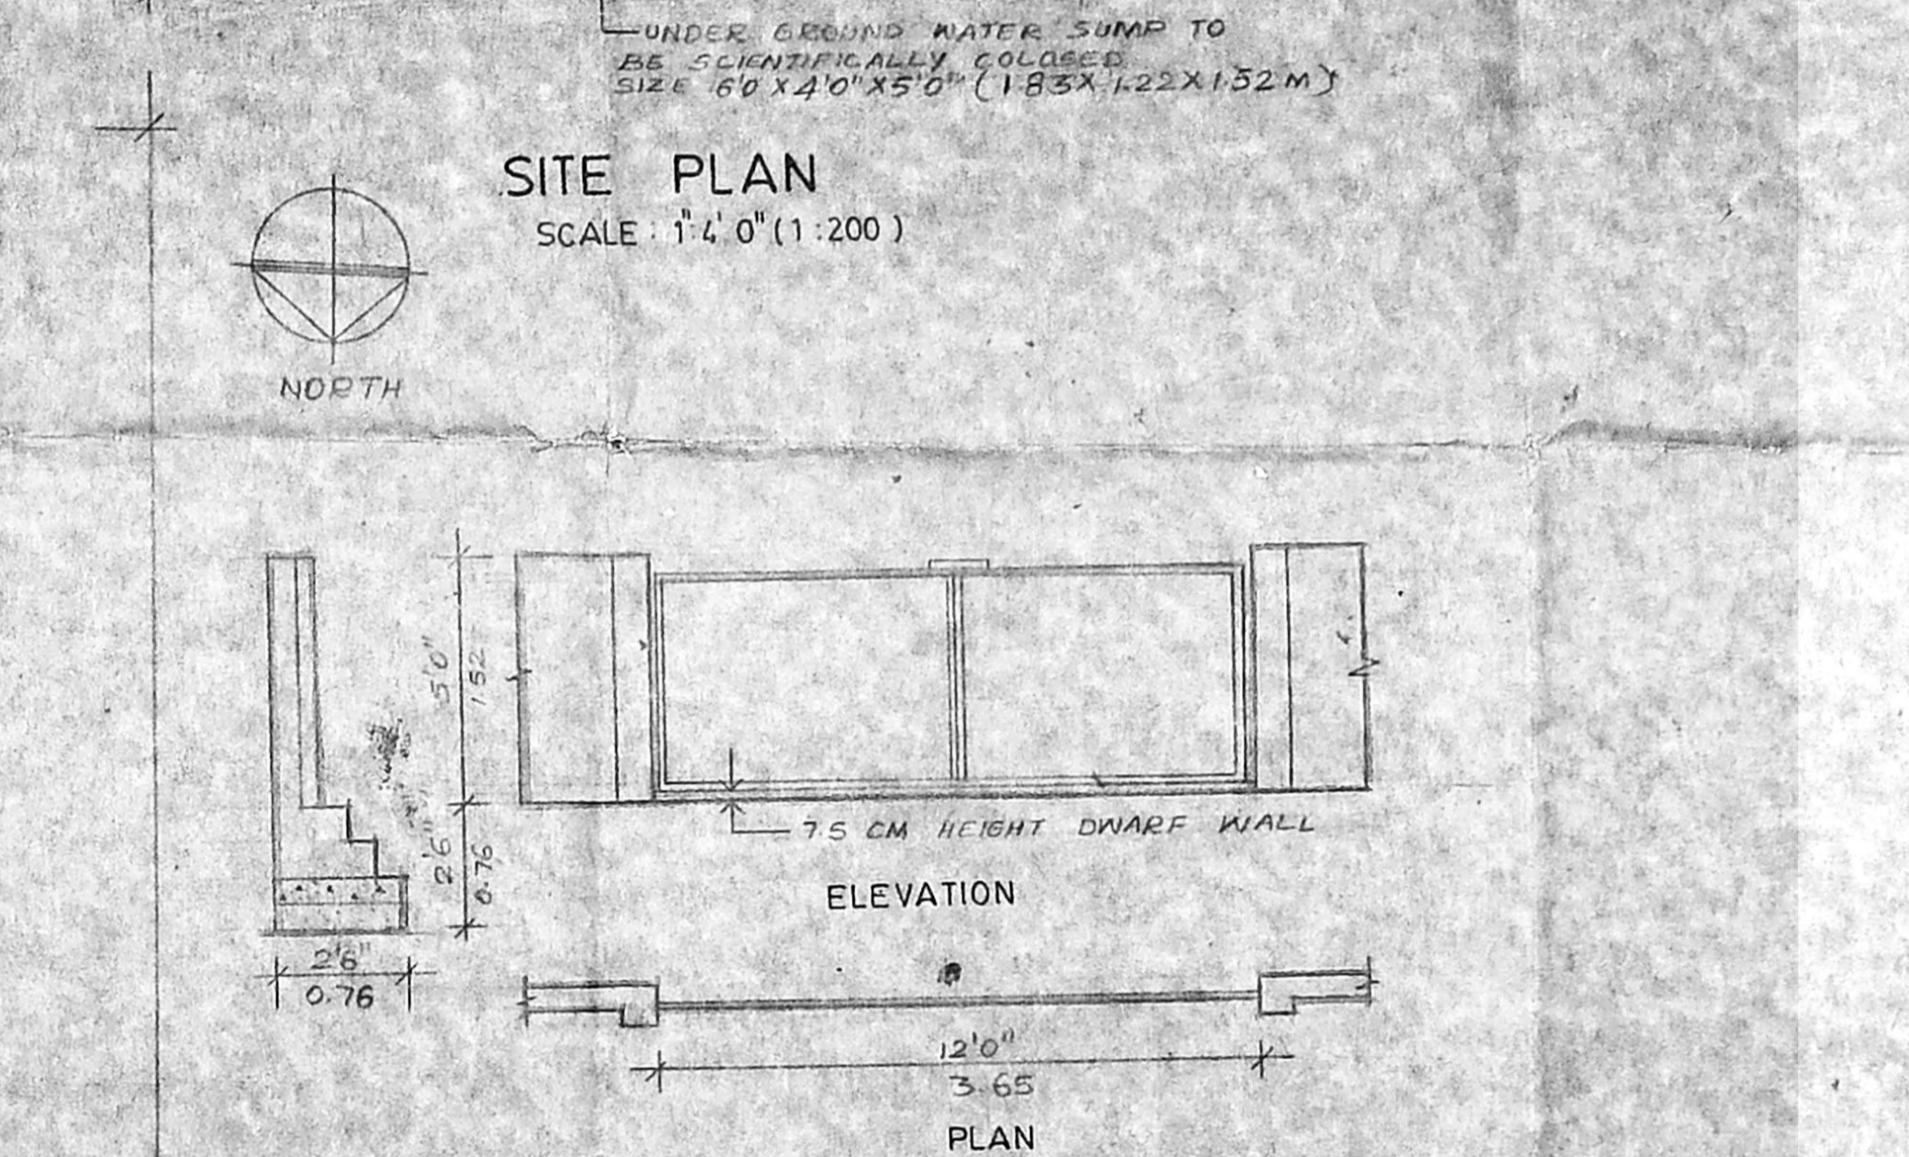 UNDER GROUND WATER SUMP TO
BE SCIENTIFICALLY COLOSED
SIZE 6'0 X 4'0" X 5'0" (1.83 X 1.22 X 1.52 M)
SITE PLAN
SCALE : 1":4' 0" (1:200)
NORTH
5'0"
1.52
2'6"
0.76
7.5 CM HEIGHT DWARF WALL
ELEVATION
2'6"
0.76
12'0"
3.65
PLAN